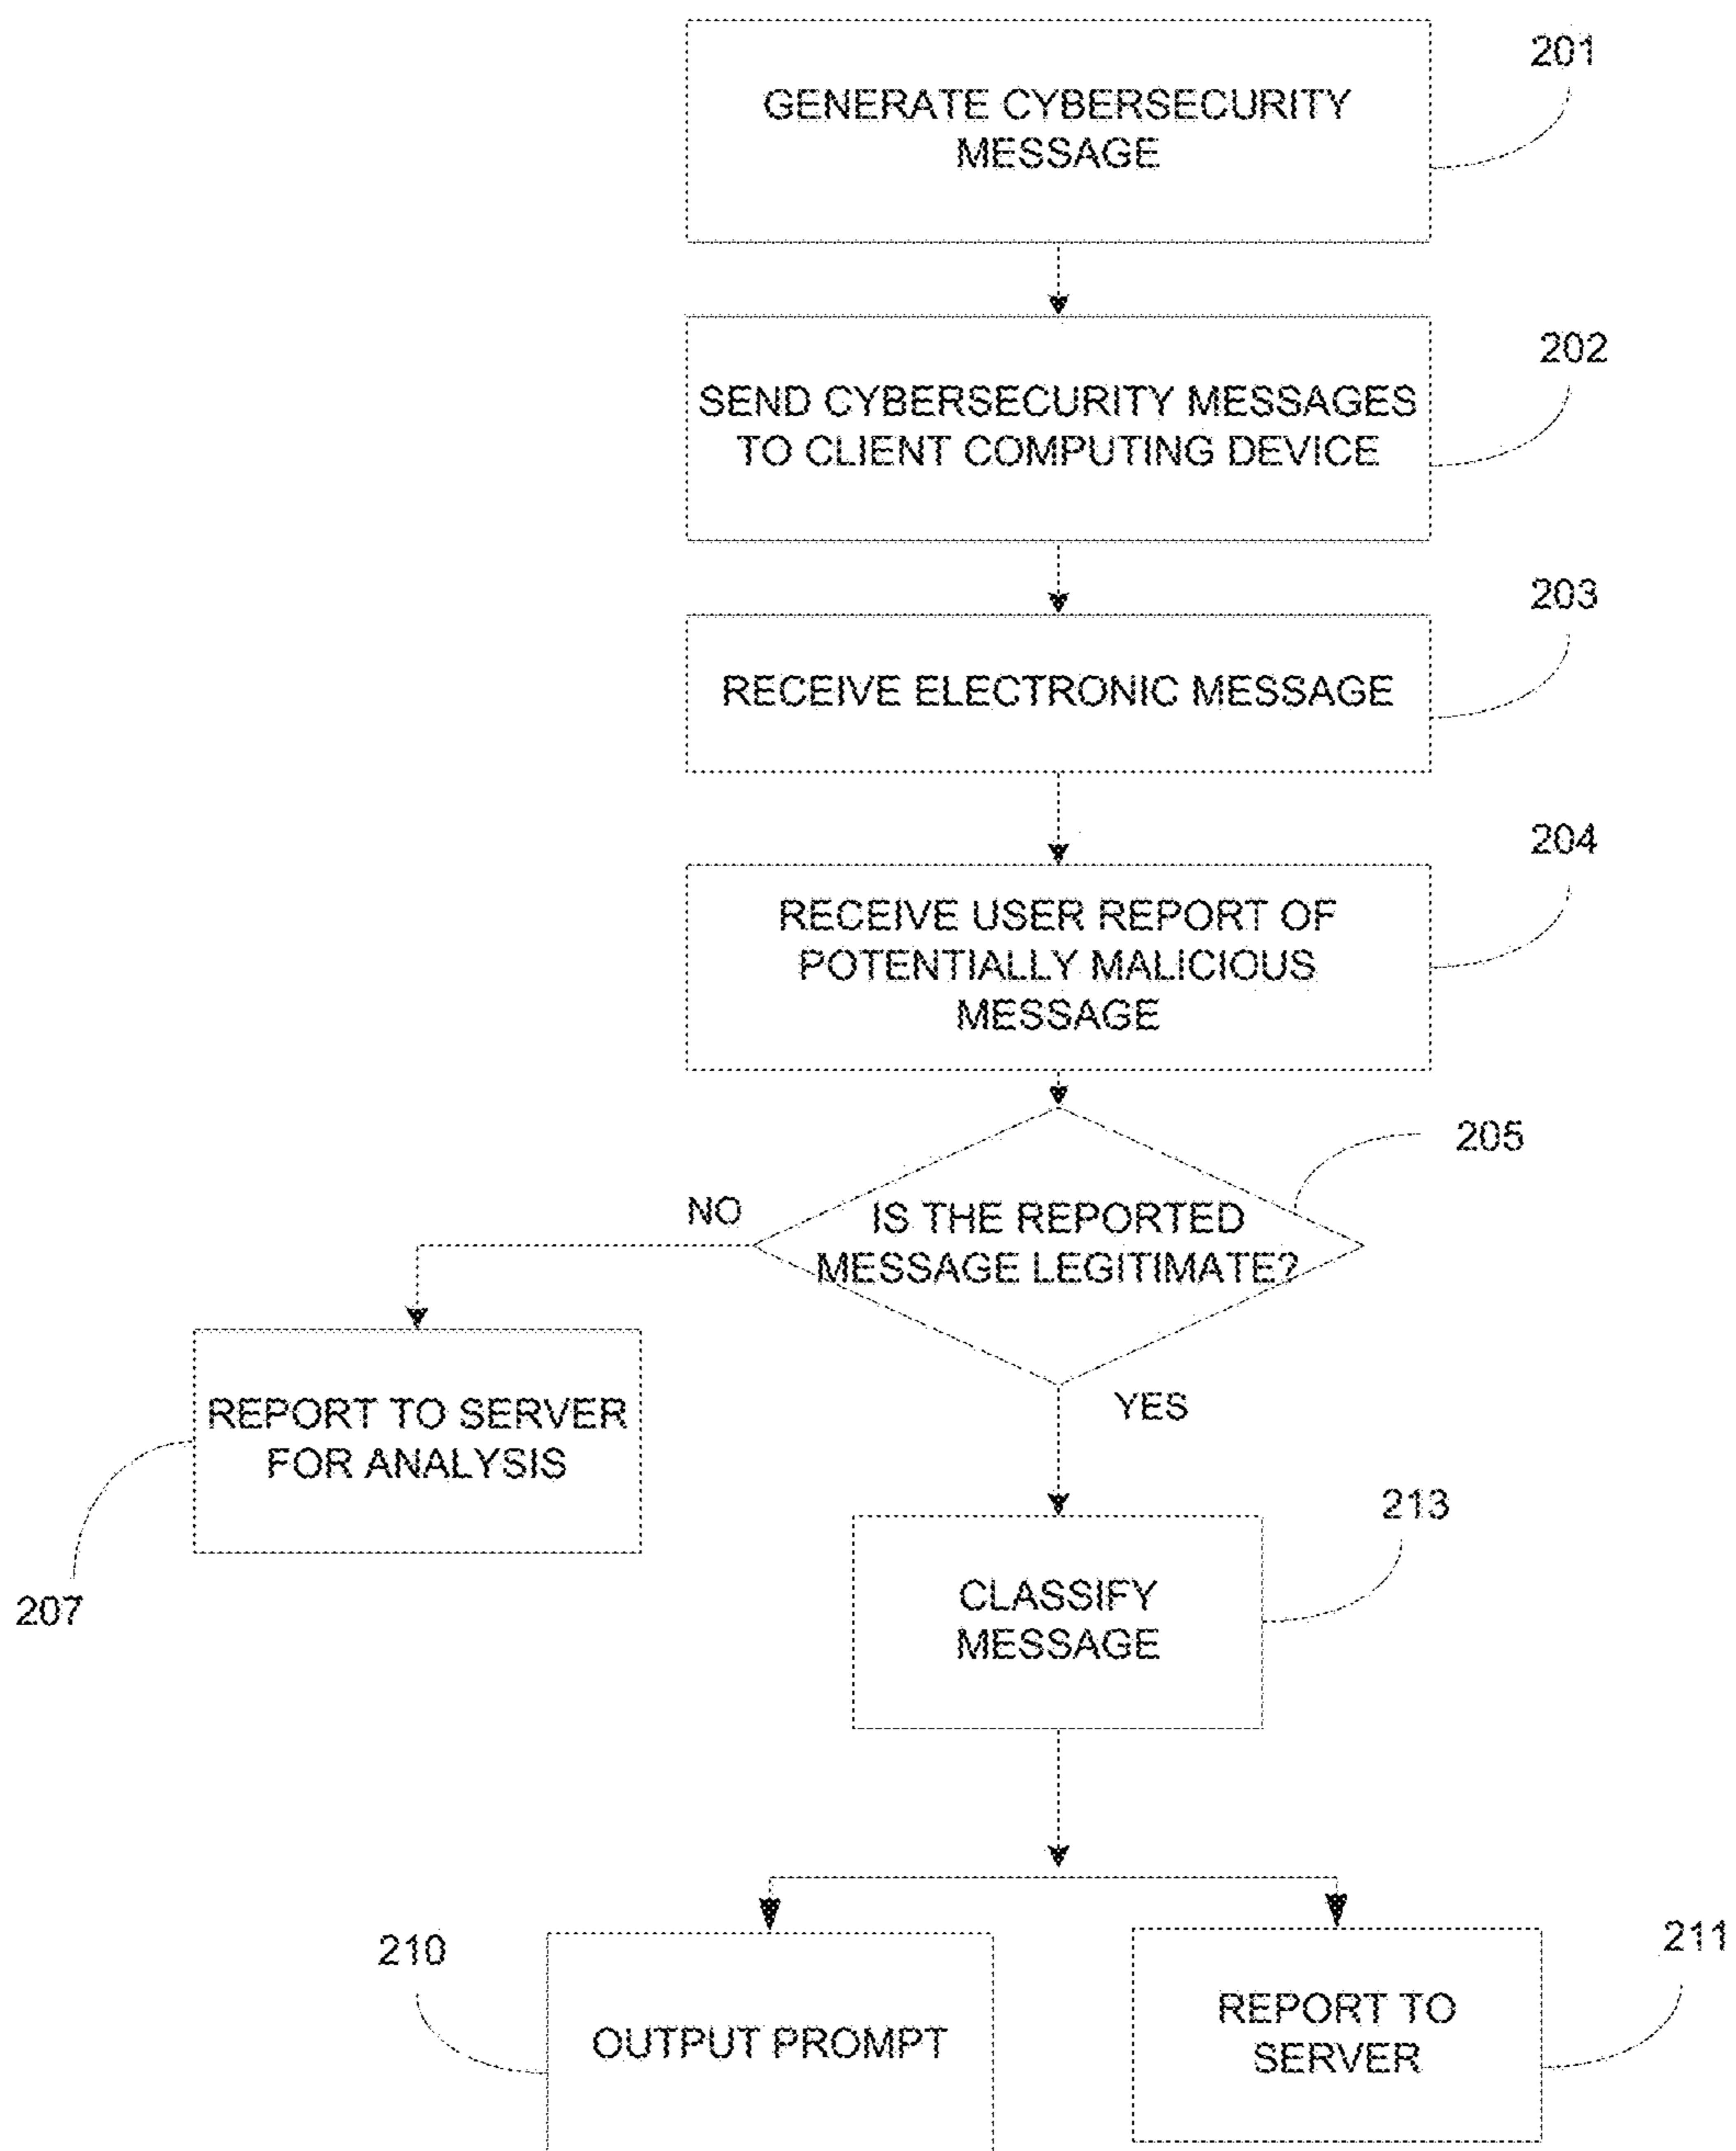 201
GENERATE CYBERSECURITY
MESSAGE
202
SEND CYBERSECURITY MESSAGES
TO CLIENT COMPUTING DEVICE
203
RECEIVE ELECTRONIC MESSAGE
204
RECEIVE USER REPORT OF
POTENTIALLY MALICIOUS
MESSAGE
205
NO
IS THE REPORTED
MESSAGE LEGITIMATE?
YES
REPORT TO SERVER
FOR ANALYSIS
207
213
CLASSIFY
MESSAGE
210
OUTPUT PROMPT
211
REPORT TO
SERVER